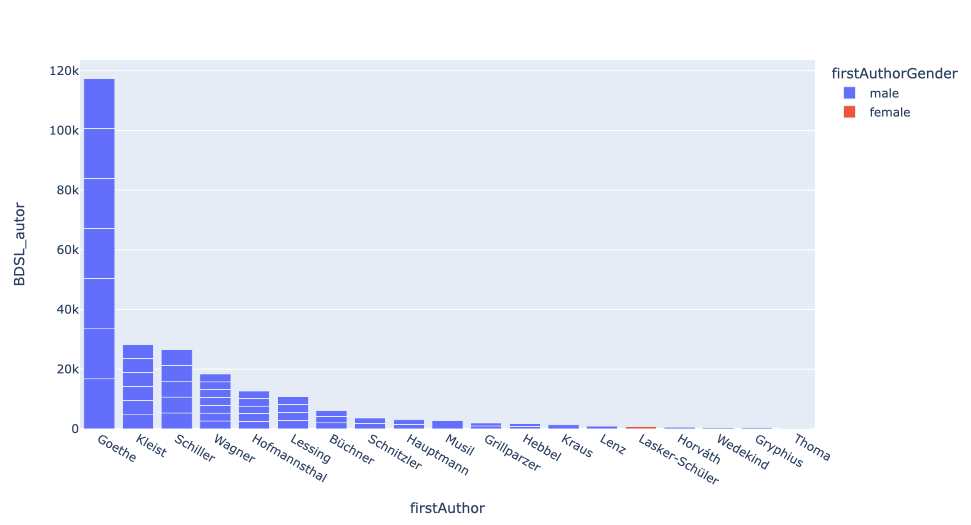 firstAuthorGender
male
female
BDSL_autor
120k
100k
80k
60k
40k
20k
0
Goethe
Kleist
Schiller
Wagner
Hofmannsthal
Lessing
Büchner
Schnitzler
Hauptmann
Musil
Grillparzer
Hebbel
Kraus
Lenz
Lasker-Schüler
Horváth
Wedekind
Gryphius
Thoma
firstAuthor